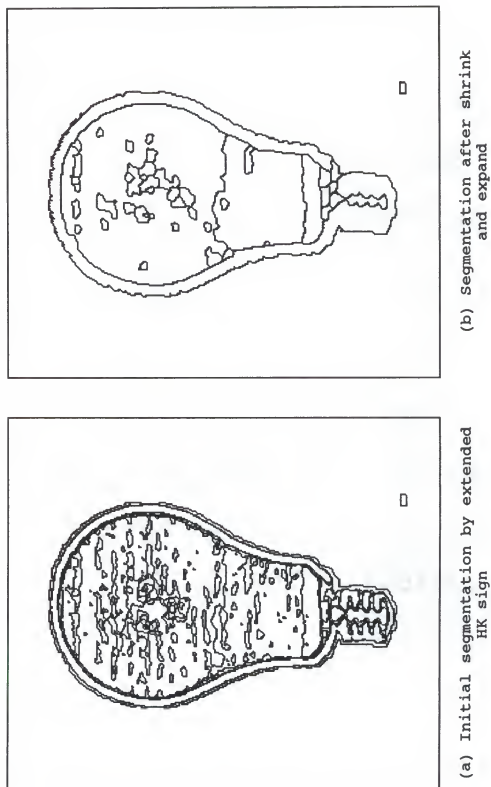 (a) Initial segmentation by extended
HK sign
(b) Segmentation after shrink
and expand